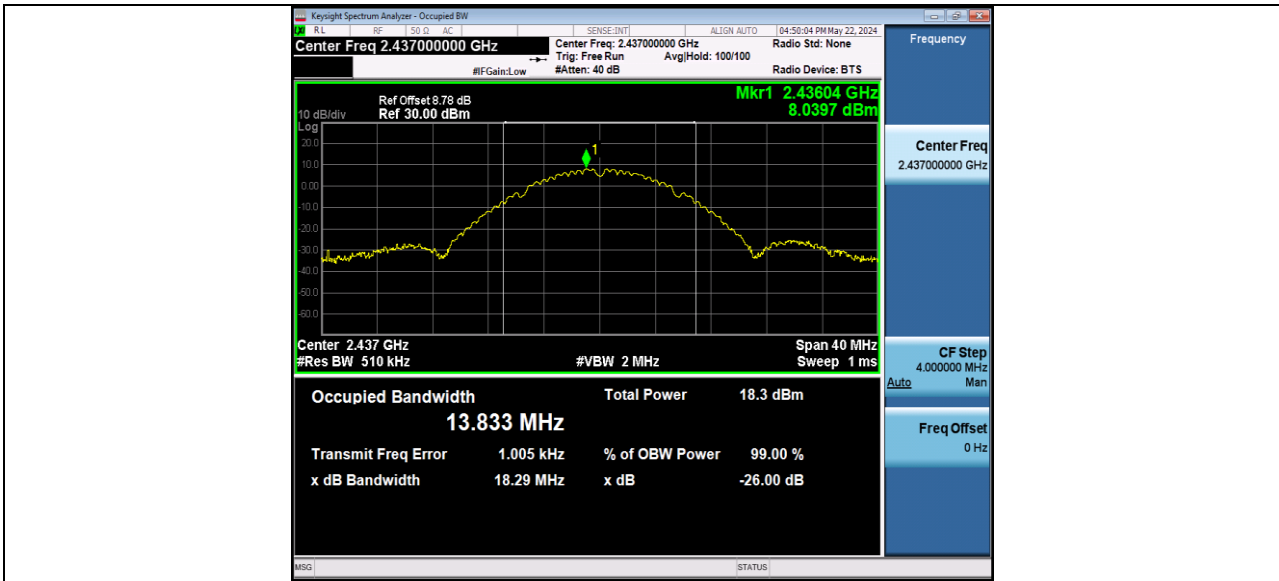 Keysight Spectrum Analyzer - Occupied BW
RL RF 50 Ω AC SENSE:INT ALIGN AUTO 04:50:04 PM May 22, 2024
Center Freq 2.437000000 GHz
Center Freq: 2.437000000 GHz Radio Std: None
Trig: Free Run Avg|Hold: 100/100
#IFGain:Low #Atten: 40 dB Radio Device: BTS
Mkr1 2.43604 GHz
8.0397 dBm
Ref Offset 8.78 dB
10 dB/div Ref 30.00 dBm
Log
20.0
10.0
0.00
-10.0
-20.0
-30.0
-40.0
-50.0
-60.0
1
Center 2.437 GHz Span 40 MHz
#Res BW 510 kHz #VBW 2 MHz Sweep 1 ms
Occupied Bandwidth Total Power 18.3 dBm
13.833 MHz
Transmit Freq Error 1.005 kHz % of OBW Power 99.00 %
x dB Bandwidth 18.29 MHz x dB -26.00 dB
Frequency
Center Freq
2.437000000 GHz
CF Step
4.000000 MHz
Auto Man
Freq Offset
0 Hz
MSG STATUS